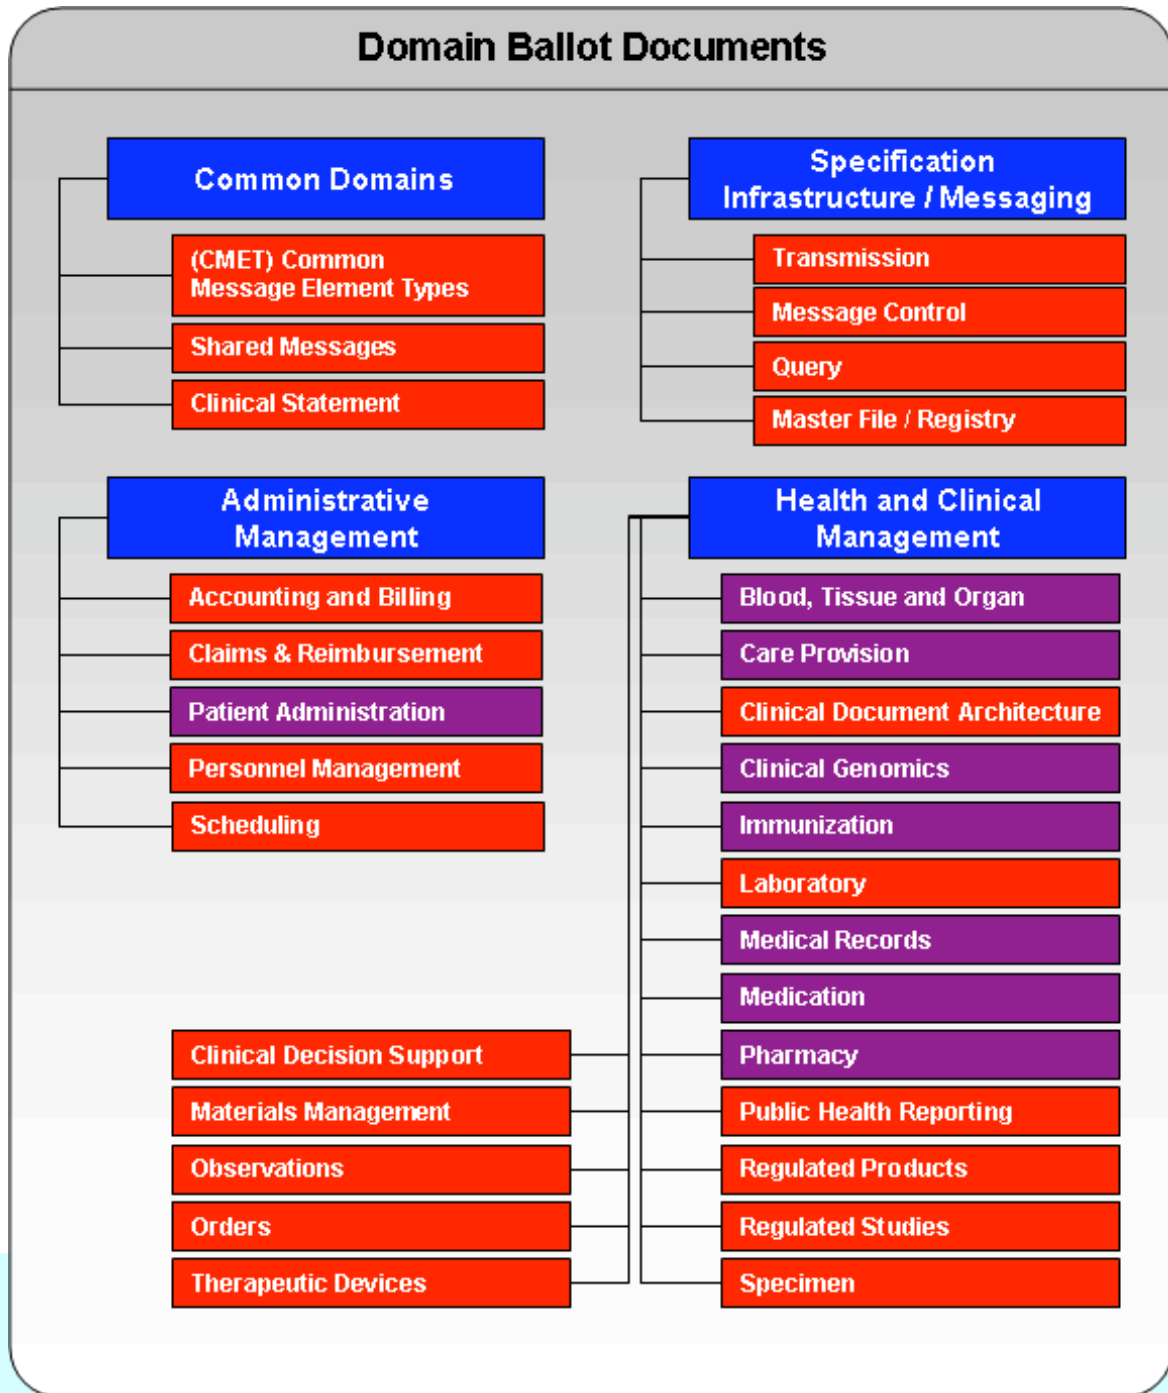 Domain Ballot Documents
Common Domains
(CMET) Common
Message Element Types
Shared Messages
Clinical Statement
Specification
Infrastructure / Messaging
Transmission
Message Control
Query
Master File / Registry
Administrative
Management
Accounting and Billing
Claims & Reimbursement
Patient Administration
Personnel Management
Scheduling
Health and Clinical
Management
Blood, Tissue and Organ
Care Provision
Clinical Document Architecture
Clinical Genomics
Immunization
Laboratory
Medical Records
Medication
Pharmacy
Public Health Reporting
Regulated Products
Regulated Studies
Specimen
Clinical Decision Support
Materials Management
Observations
Orders
Therapeutic Devices